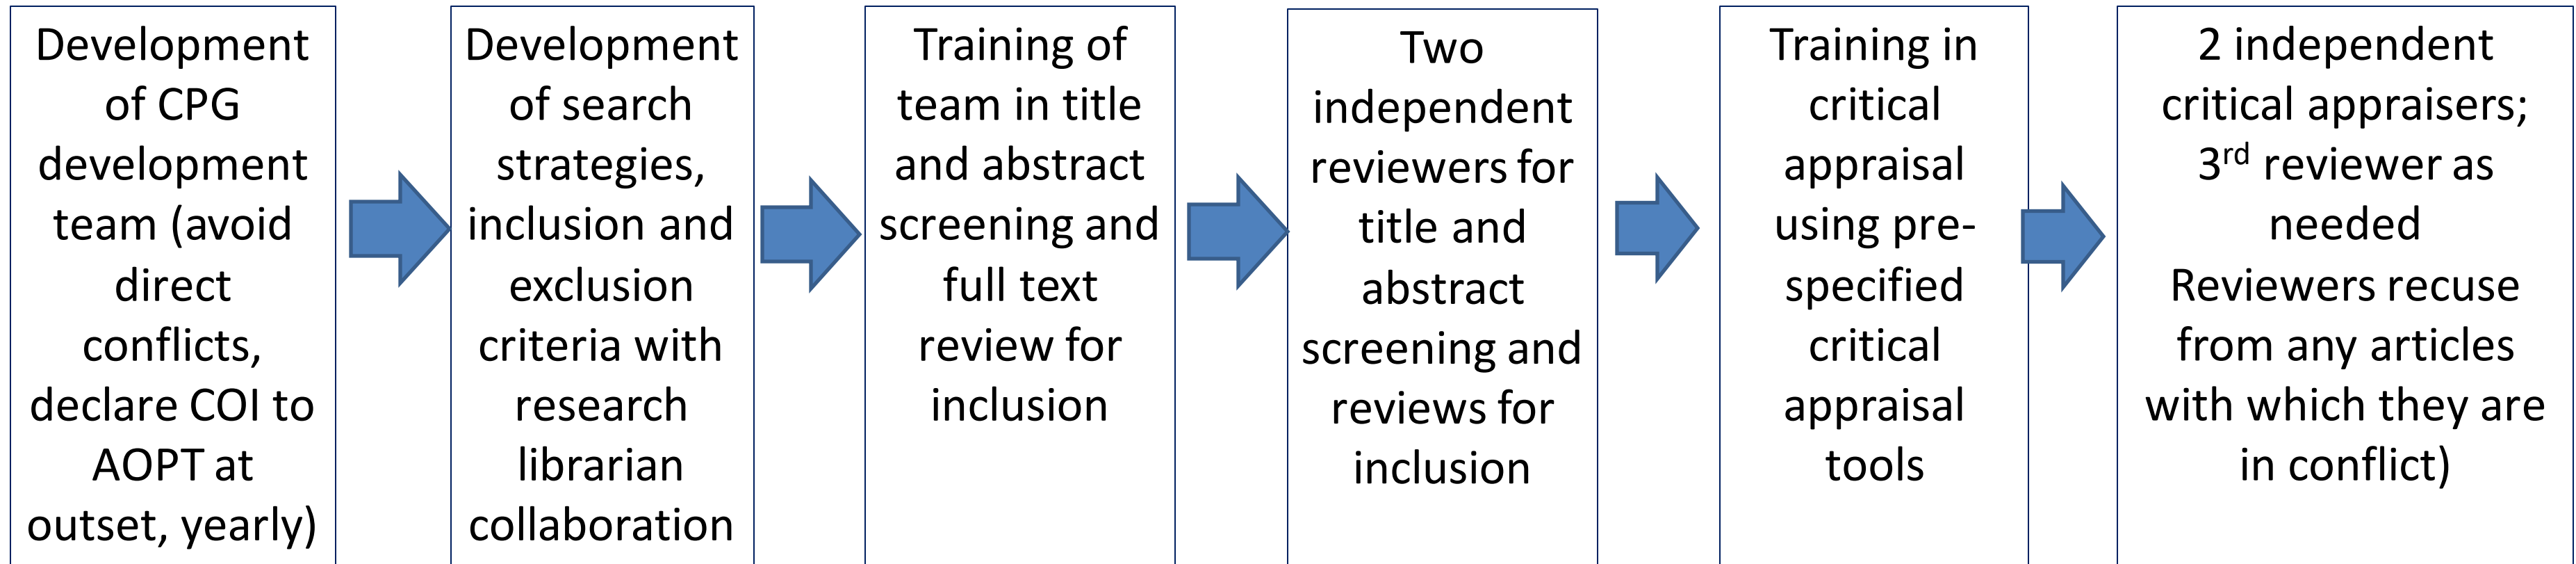 Development
of CPG
development
team (avoid
direct
conflicts,
declare COI to
AOPT at
outset, yearly)
Development
of search
strategies,
inclusion and
exclusion
criteria with
research
librarian
collaboration
Training of
team in title
and abstract
screening and
full text
review for
inclusion
Two
independent
reviewers for
title and
abstract
screening and
reviews for
inclusion
Training in
critical
appraisal
using pre-
specified
critical
appraisal
tools
2 independent
critical appraisers;
3rd reviewer as
needed
Reviewers recuse
from any articles
with which they are
in conflict)